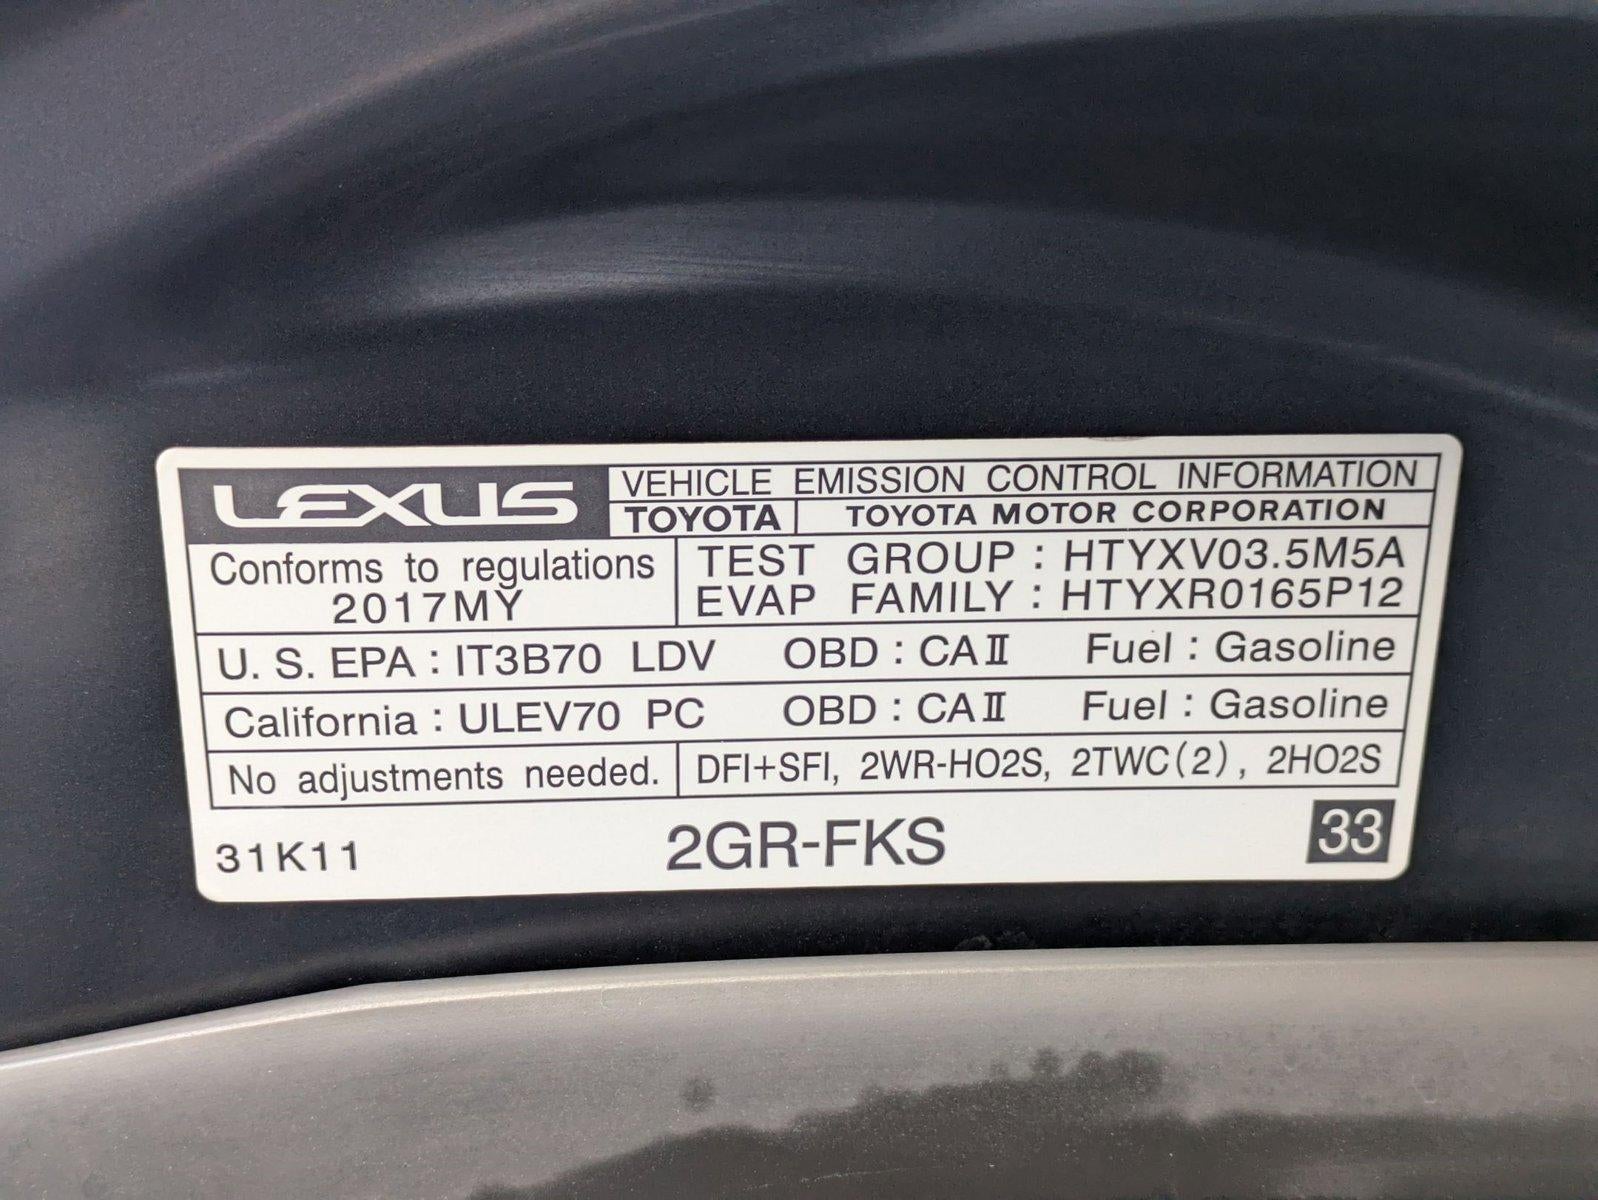 LEXUS VEHICLE EMISSION CONTROL INFORMATION
TOYOTA TOYOTA MOTOR CORPORATION
Conforms to regulations
2017MY
TEST GROUP : HTYXV03.5M5A
EVAP FAMILY : HTYXR0165P12
U. S. EPA : IT3B70 LDV OBD : CAⅡ Fuel : Gasoline
California : ULEV70 PC OBD : CAⅡ Fuel : Gasoline
No adjustments needed. DFI+SFI, 2WR-HO2S, 2TWC(2), 2HO2S
31K11 2GR-FKS 33